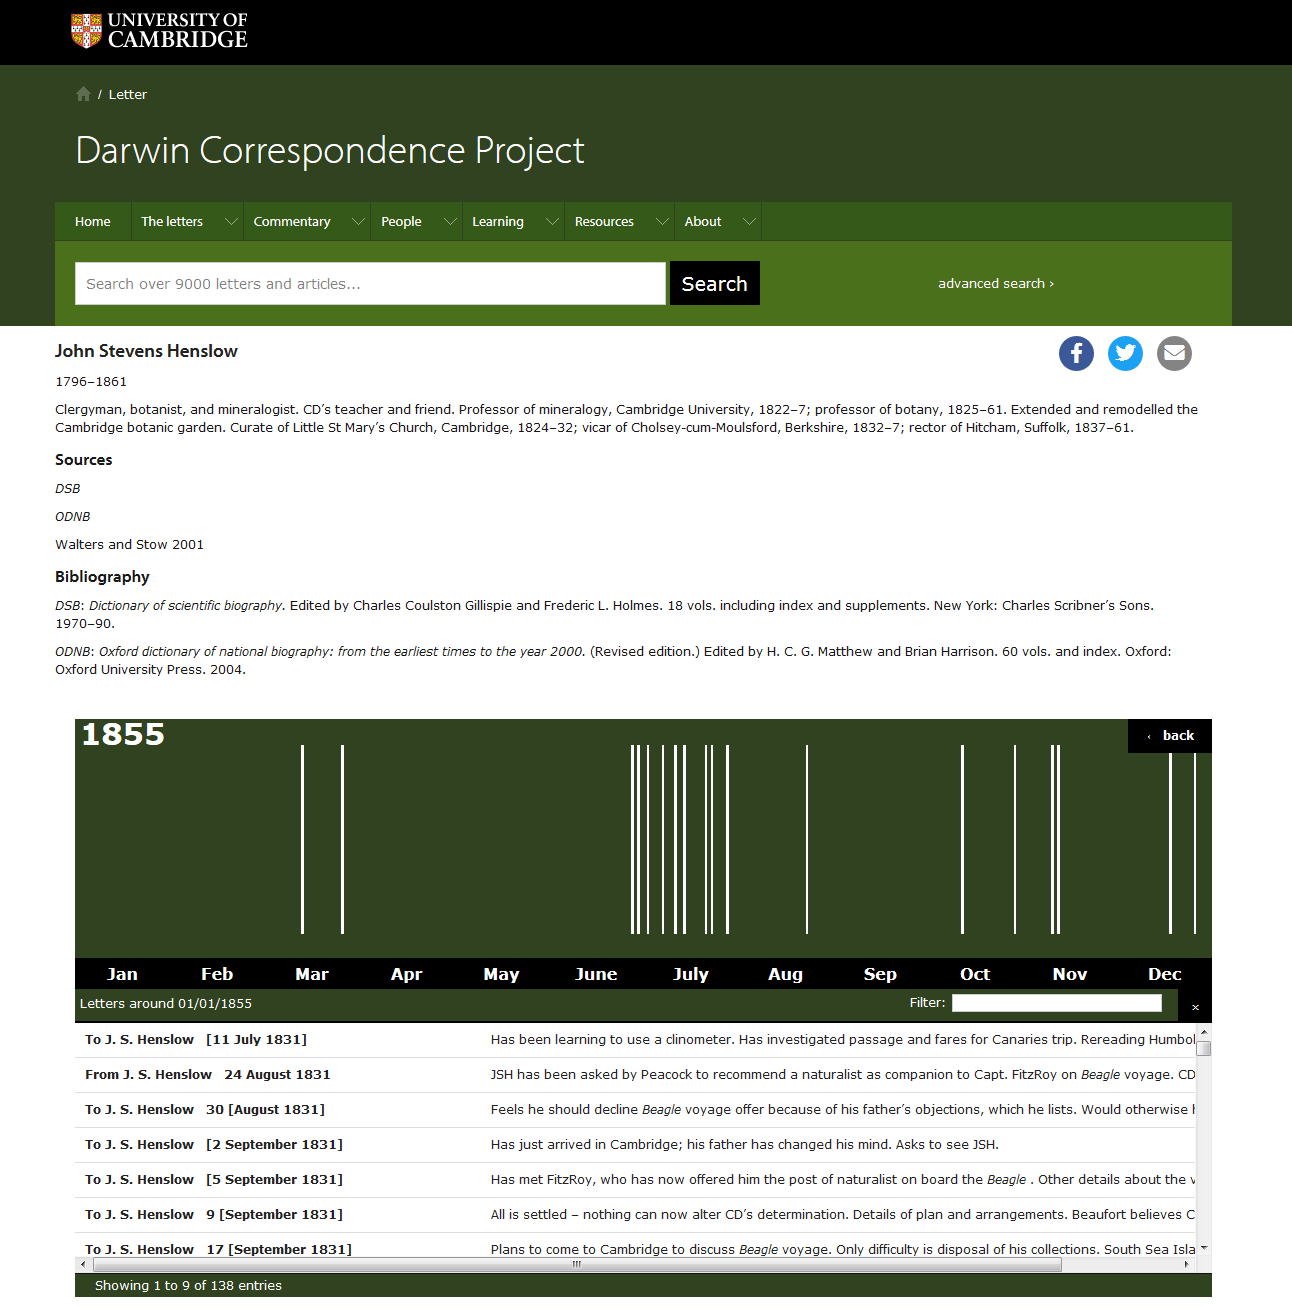 UNIVERSITY OF
CAMBRIDGE
/ Letter
Darwin Correspondence Project
Home The letters Commentary People Learning Resources About
Search over 9000 letters and articles... Search advanced search ›
John Stevens Henslow
1796–1861
Clergyman, botanist, and mineralogist. CD’s teacher and friend. Professor of mineralogy, Cambridge University, 1822–7; professor of botany, 1825–61. Extended and remodelled the
Cambridge botanic garden. Curate of Little St Mary’s Church, Cambridge, 1824–32; vicar of Cholsey-cum-Moulsford, Berkshire, 1832–7; rector of Hitcham, Suffolk, 1837–61.
Sources
DSB
ODNB
Walters and Stow 2001
Bibliography
DSB: Dictionary of scientific biography. Edited by Charles Coulston Gillispie and Frederic L. Holmes. 18 vols. including index and supplements. New York: Charles Scribner’s Sons.
1970–90.
ODNB: Oxford dictionary of national biography: from the earliest times to the year 2000. (Revised edition.) Edited by H. C. G. Matthew and Brian Harrison. 60 vols. and index. Oxford:
Oxford University Press. 2004.
1855 ‹ back
Jan Feb Mar Apr May June July Aug Sep Oct Nov Dec
Letters around 01/01/1855 Filter: ×
To J. S. Henslow [11 July 1831] Has been learning to use a clinometer. Has investigated passage and fares for Canaries trip. Rereading Humbol
From J. S. Henslow 24 August 1831 JSH has been asked by Peacock to recommend a naturalist as companion to Capt. FitzRoy on Beagle voyage. CD
To J. S. Henslow 30 [August 1831] Feels he should decline Beagle voyage offer because of his father’s objections, which he lists. Would otherwise
To J. S. Henslow [2 September 1831] Has just arrived in Cambridge; his father has changed his mind. Asks to see JSH.
To J. S. Henslow [5 September 1831] Has met FitzRoy, who has now offered him the post of naturalist on board the Beagle . Other details about the
To J. S. Henslow 9 [September 1831] All is settled – nothing can now alter CD’s determination. Details of plan and arrangements. Beaufort believes C
To J. S. Henslow 17 [September 1831] Plans to come to Cambridge to discuss Beagle voyage. Only difficulty is disposal of his collections. South Sea Isla
Showing 1 to 9 of 138 entries